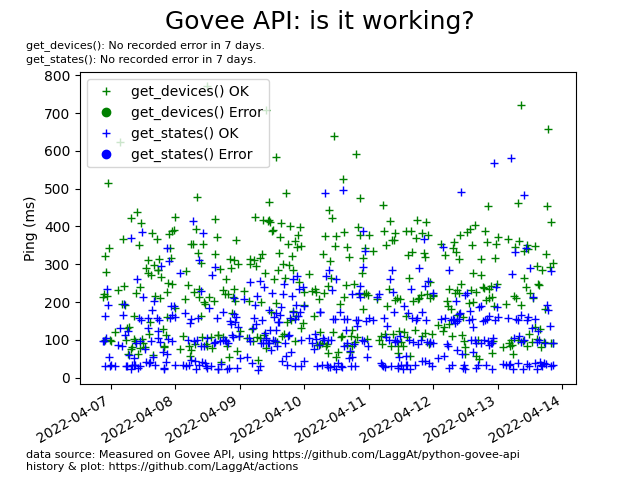 Govee API: is it working?
get_devices(): No recorded error in 7 days.
get_states(): No recorded error in 7 days.
800
700
600
500
400
300
200
100
0
Ping (ms)
get_devices() OK
get_devices() Error
get_states() OK
get_states() Error
2022-04-07
2022-04-08
2022-04-09
2022-04-10
2022-04-11
2022-04-12
2022-04-13
2022-04-14
data source: Measured on Govee API, using https://github.com/LaggAt/python-govee-api
history & plot: https://github.com/LaggAt/actions